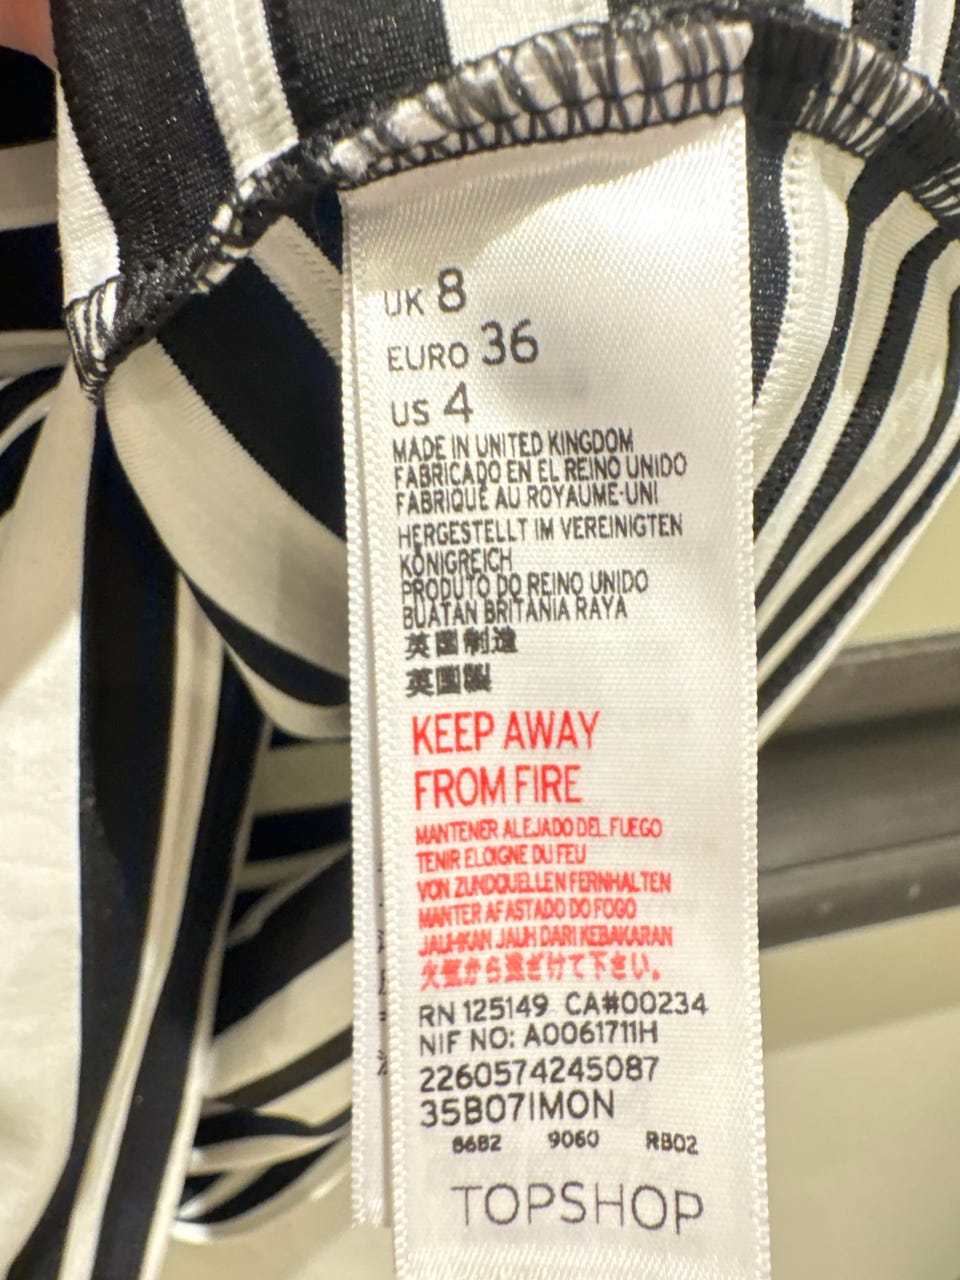 UK 8
EURO 36
US 4
MADE IN UNITED KINGDOM
FABRICADO EN EL REINO UNIDO
FABRIQUÉ AU ROYAUME-UNI
HERGESTELLT IM VEREINIGTEN
KÖNIGREICH
PRODUTO DO REINO UNIDO
BUATAN BRITANIA RAYA
英国制造
英国製
KEEP AWAY
FROM FIRE
MANTENER ALEJADO DEL FUEGO
TENIR ELOIGNE DU FEU
VON ZUNDQUELLEN FERNHALTEN
MANTER AFASTADO DO FOGO
JAUHKAN JAUH DARI KEBAKARAN
火気から遠ざけて下さい。
RN 125149 CA#00234
NIF NO: A0061711H
2260574245087
35B07IMON
8682 9060 RB02
TOPSHOP